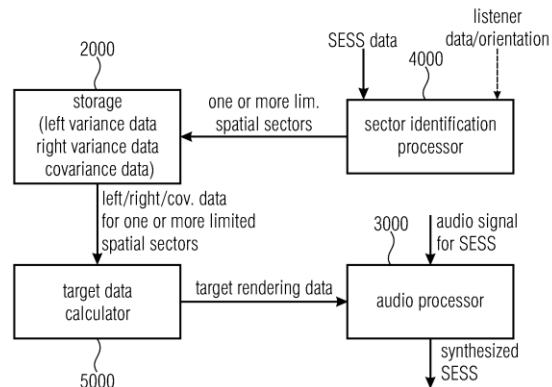 listener
data/orientation
SESS data
2000
4000
storage
(left variance data
right variance data
covariance data)
one or more lim.
spatial sectors
sector identification
processor
left/right/cov. data
for one or more limited
spatial sectors
3000
audio signal
for SESS
target data
calculator
target rendering data
audio processor
5000
synthesized
SESS